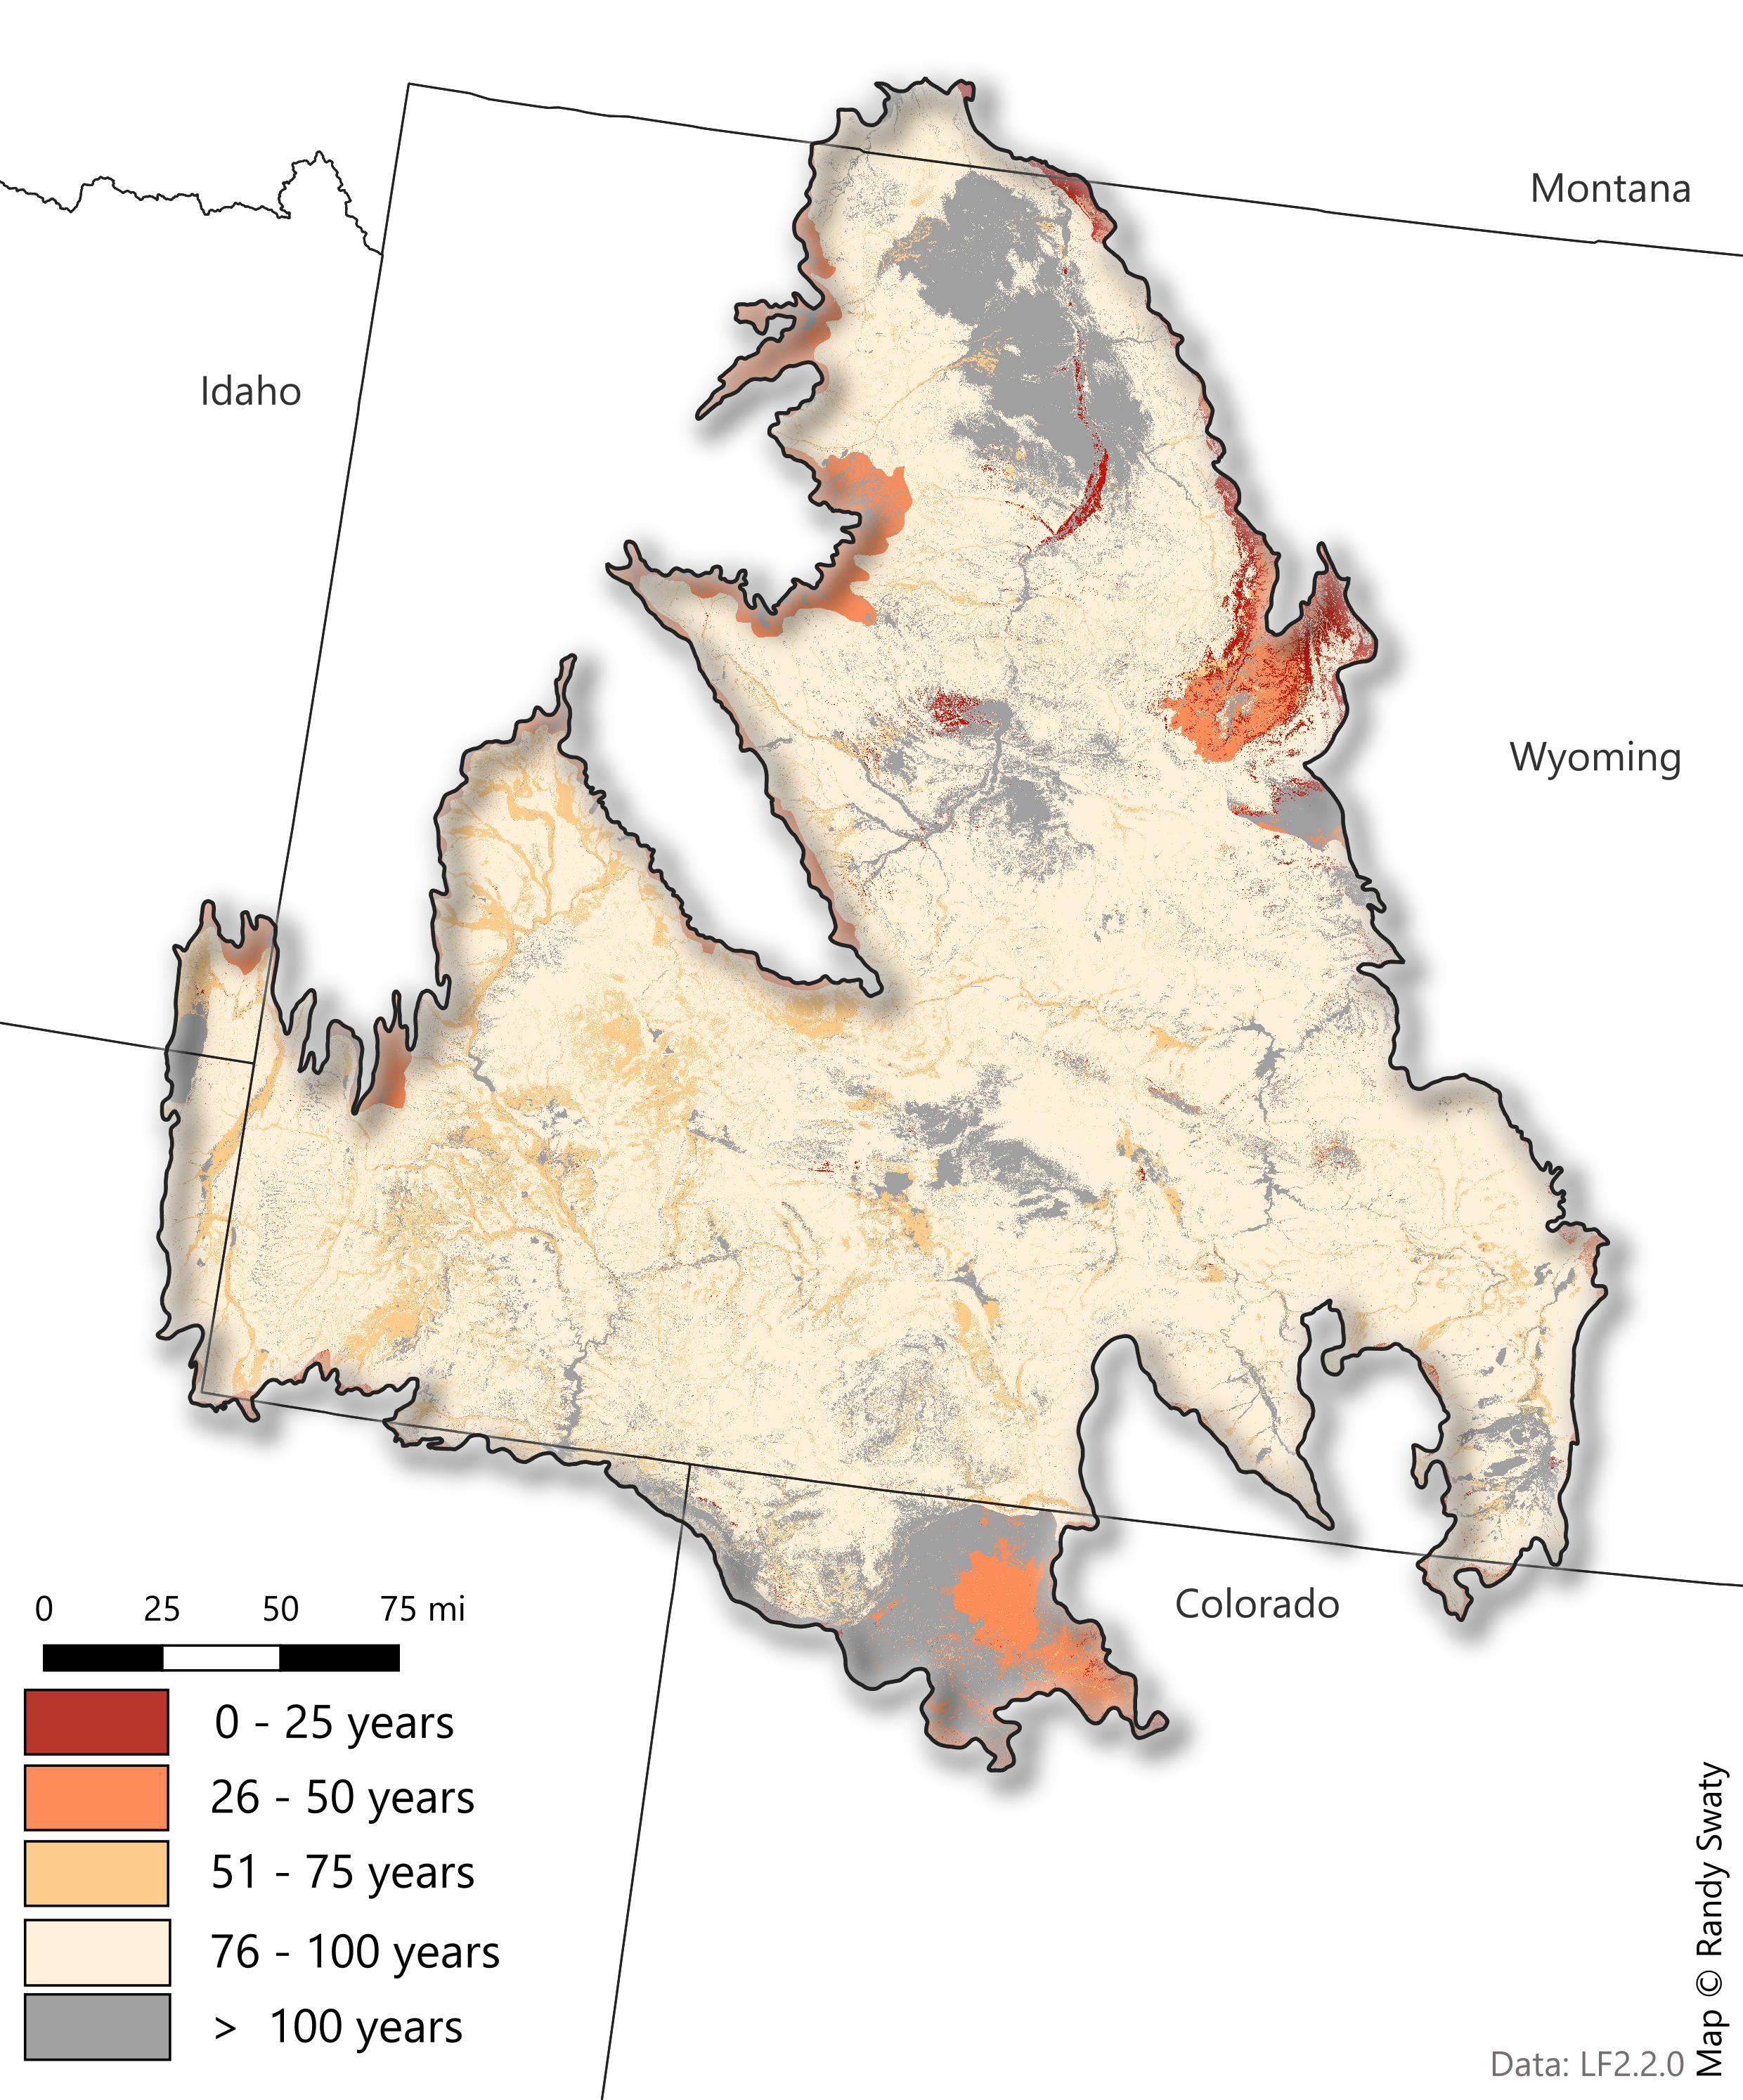 Montana
Idaho
Wyoming
Colorado
0 25 50 75 mi
0 - 25 years
26 - 50 years
51 - 75 years
76 - 100 years
> 100 years
Map © Randy Swaty
Data: LF2.2.0